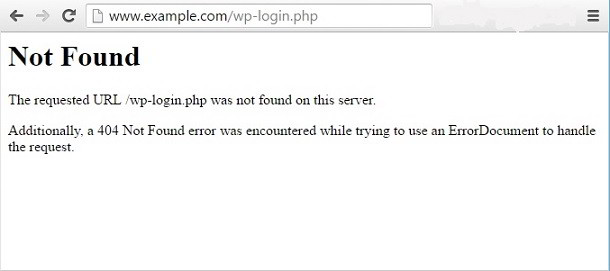 www.example.com/wp-login.php
Not Found
The requested URL /wp-login.php was not found on this server.
Additionally, a 404 Not Found error was encountered while trying to use an ErrorDocument to handle
the request.